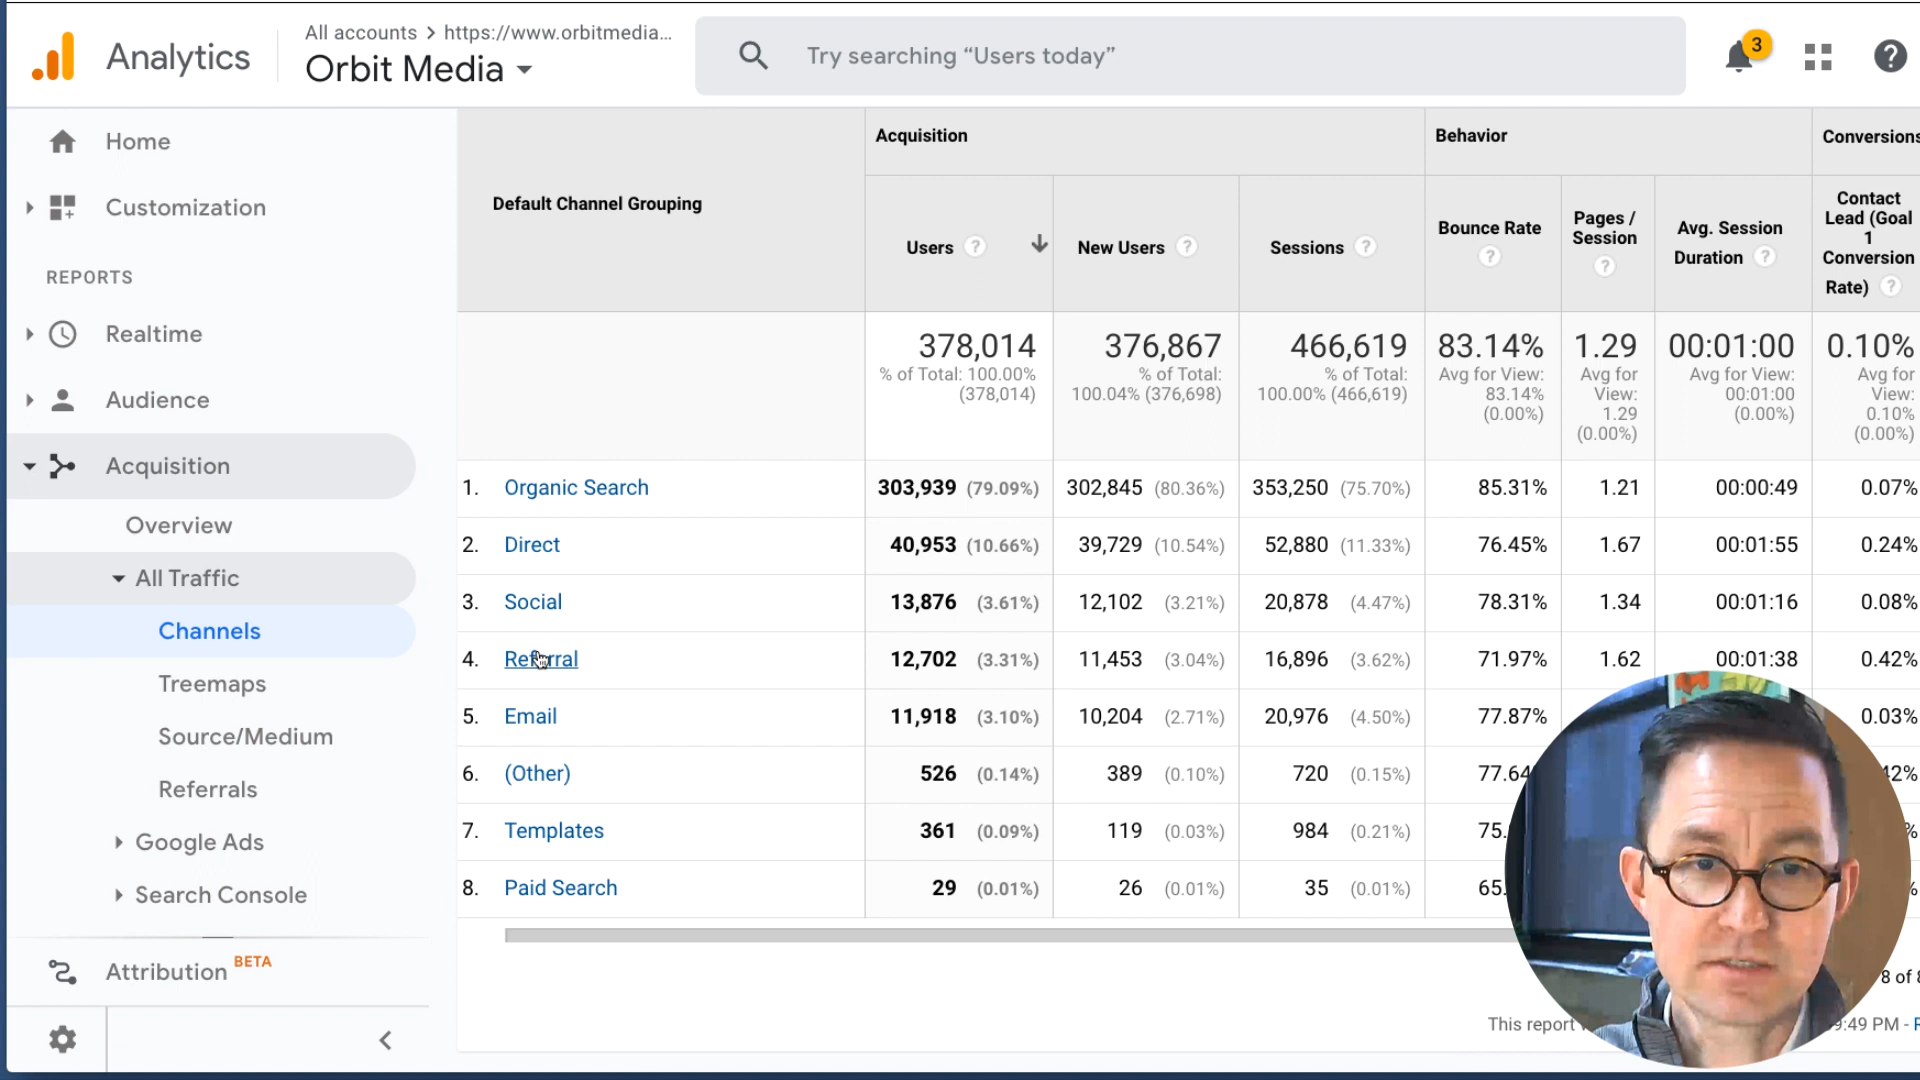 Analytics
All accounts > https://www.orbitmedia...
Orbit Media
Try searching “Users today”
3
Home
Customization
REPORTS
Realtime
Audience
Acquisition
Overview
All Traffic
Channels
Treemaps
Source/Medium
Referrals
Google Ads
Search Console
Attribution BETA
Default Channel Grouping
Acquisition
Behavior
Conversions
Users ?
New Users ?
Sessions ?
Bounce Rate
?
Pages /
Session
?
Avg. Session
Duration ?
Contact
Lead (Goal
1
Conversion
Rate) ?
378,014
% of Total: 100.00%
(378,014)
376,867
% of Total:
100.04% (376,698)
466,619
% of Total:
100.00% (466,619)
83.14%
Avg for View:
83.14%
(0.00%)
1.29
Avg for
View:
1.29
(0.00%)
00:01:00
Avg for View:
00:01:00
(0.00%)
0.10%
Avg for
View:
0.10%
(0.00%)
1. Organic Search 303,939 (79.09%) 302,845 (80.36%) 353,250 (75.70%) 85.31% 1.21 00:00:49 0.07%
2. Direct 40,953 (10.66%) 39,729 (10.54%) 52,880 (11.33%) 76.45% 1.67 00:01:55 0.24%
3. Social 13,876 (3.61%) 12,102 (3.21%) 20,878 (4.47%) 78.31% 1.34 00:01:16 0.08%
4. Referral 12,702 (3.31%) 11,453 (3.04%) 16,896 (3.62%) 71.97% 1.62 00:01:38 0.42%
5. Email 11,918 (3.10%) 10,204 (2.71%) 20,976 (4.50%) 77.87% 0.03%
6. (Other) 526 (0.14%) 389 (0.10%) 720 (0.15%) 77.64
7. Templates 361 (0.09%) 119 (0.03%) 984 (0.21%) 75.
8. Paid Search 29 (0.01%) 26 (0.01%) 35 (0.01%) 65.
8 of 8
This report
9:49 PM -